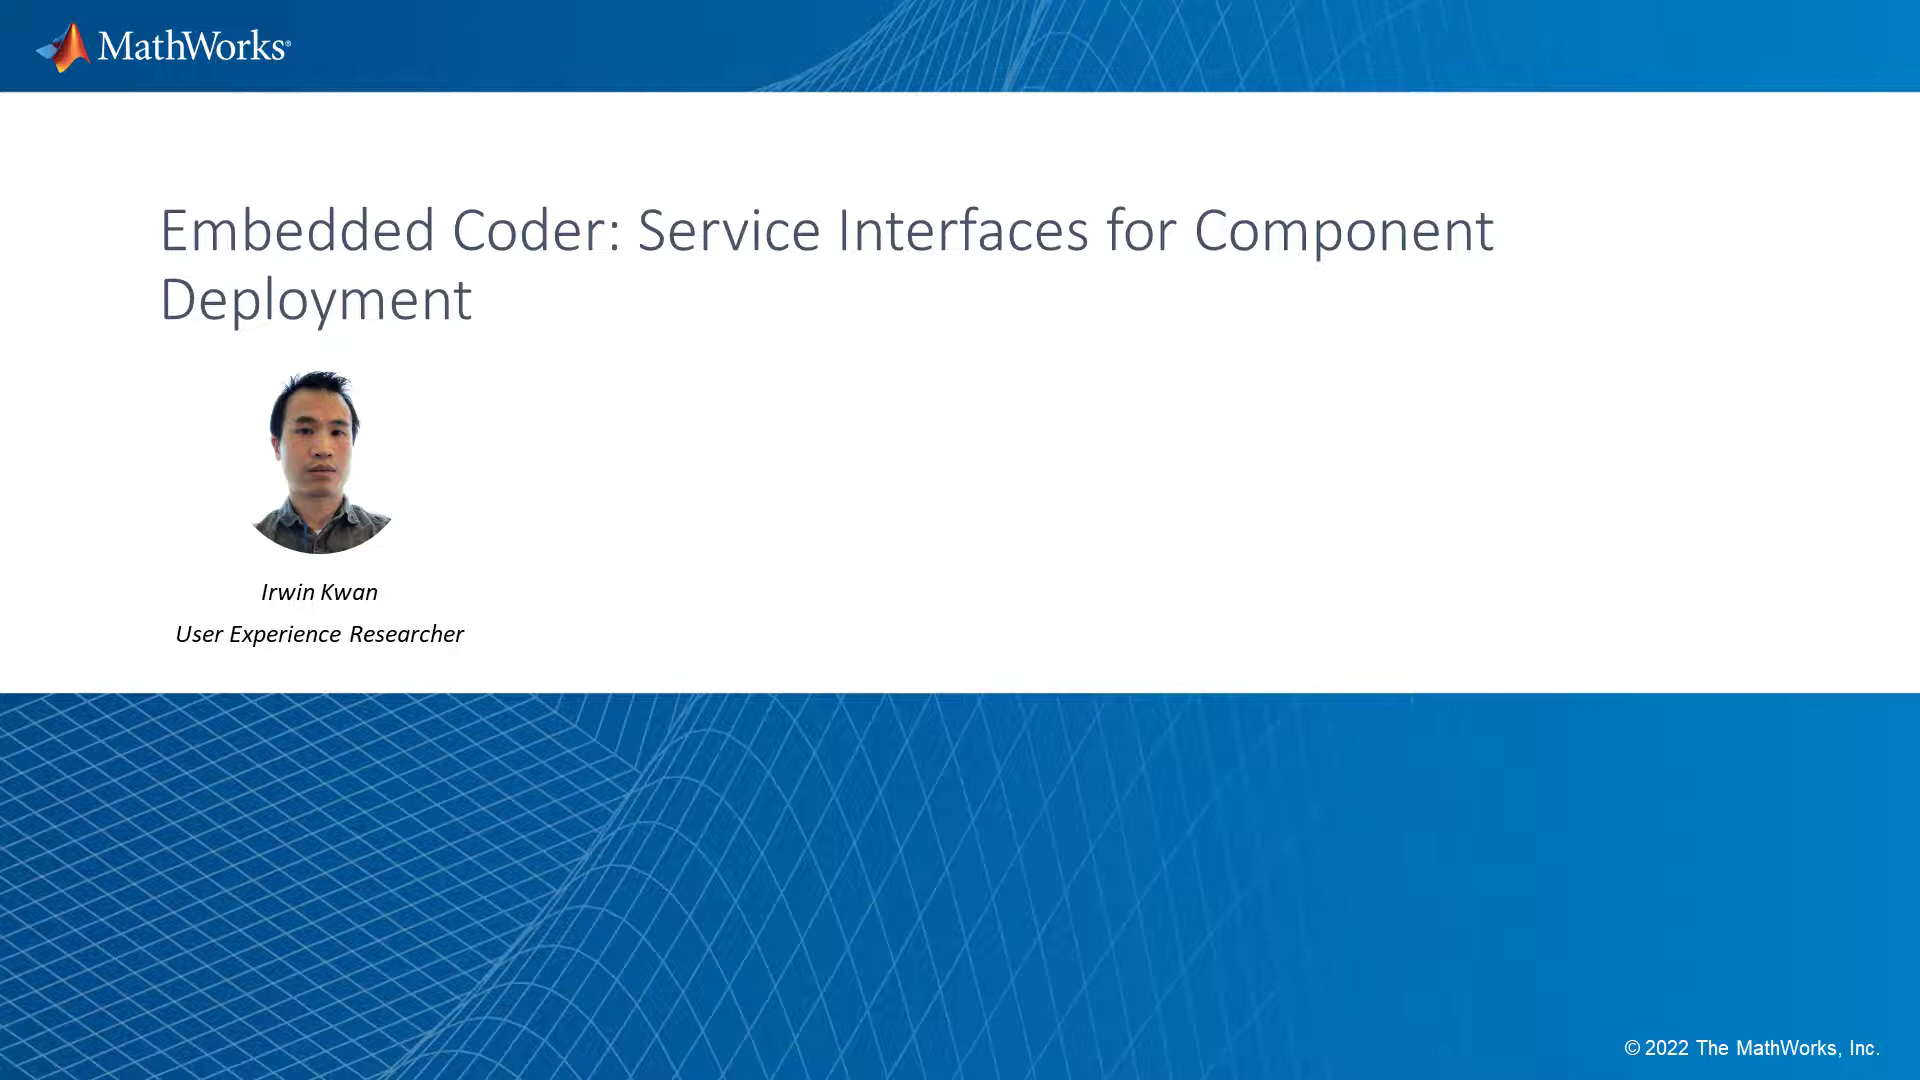 MathWorks®
Embedded Coder: Service Interfaces for Component
Deployment
Irwin Kwan
User Experience Researcher
© 2022 The MathWorks, Inc.